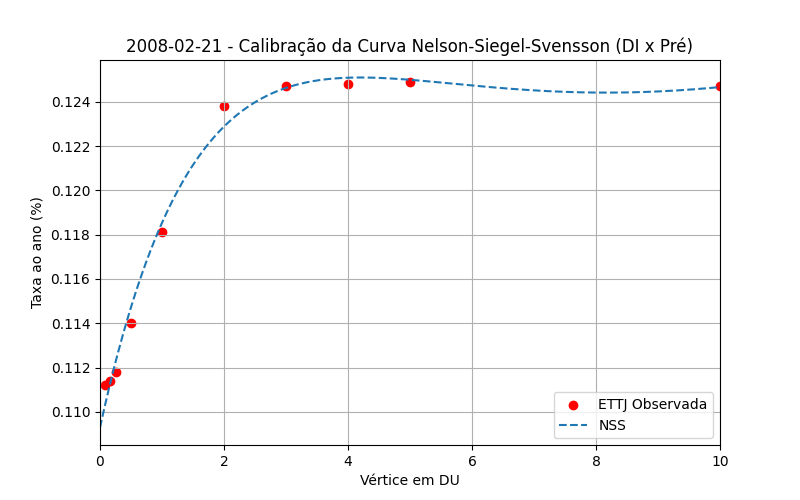 2008-02-21 - Calibração da Curva Nelson-Siegel-Svensson (DI x Pré)
Taxa ao ano (%)
0.124
0.122
0.120
0.118
0.116
0.114
0.112
0.110
ETTJ Observada
NSS
0 2 4 6 8 10
Vértice em DU